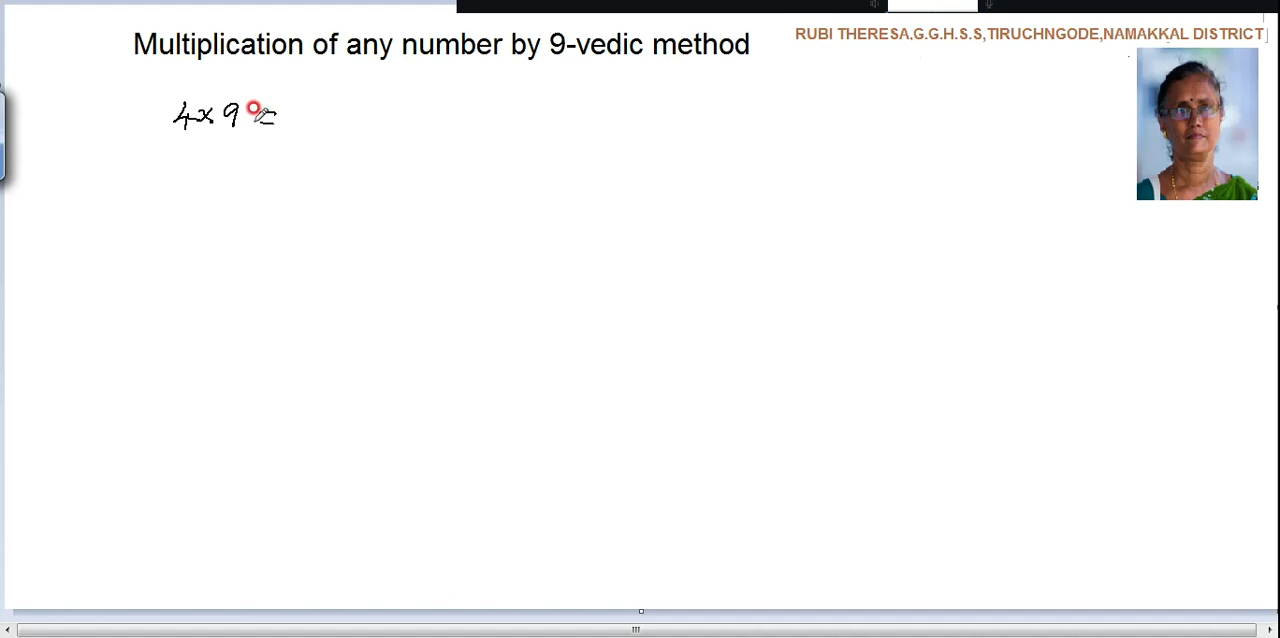 Multiplication of any number by 9-vedic method
RUBI THERESA,G.G.H.S.S,TIRUCHNGODE,NAMAKKAL DISTRICT
4 x 9 =